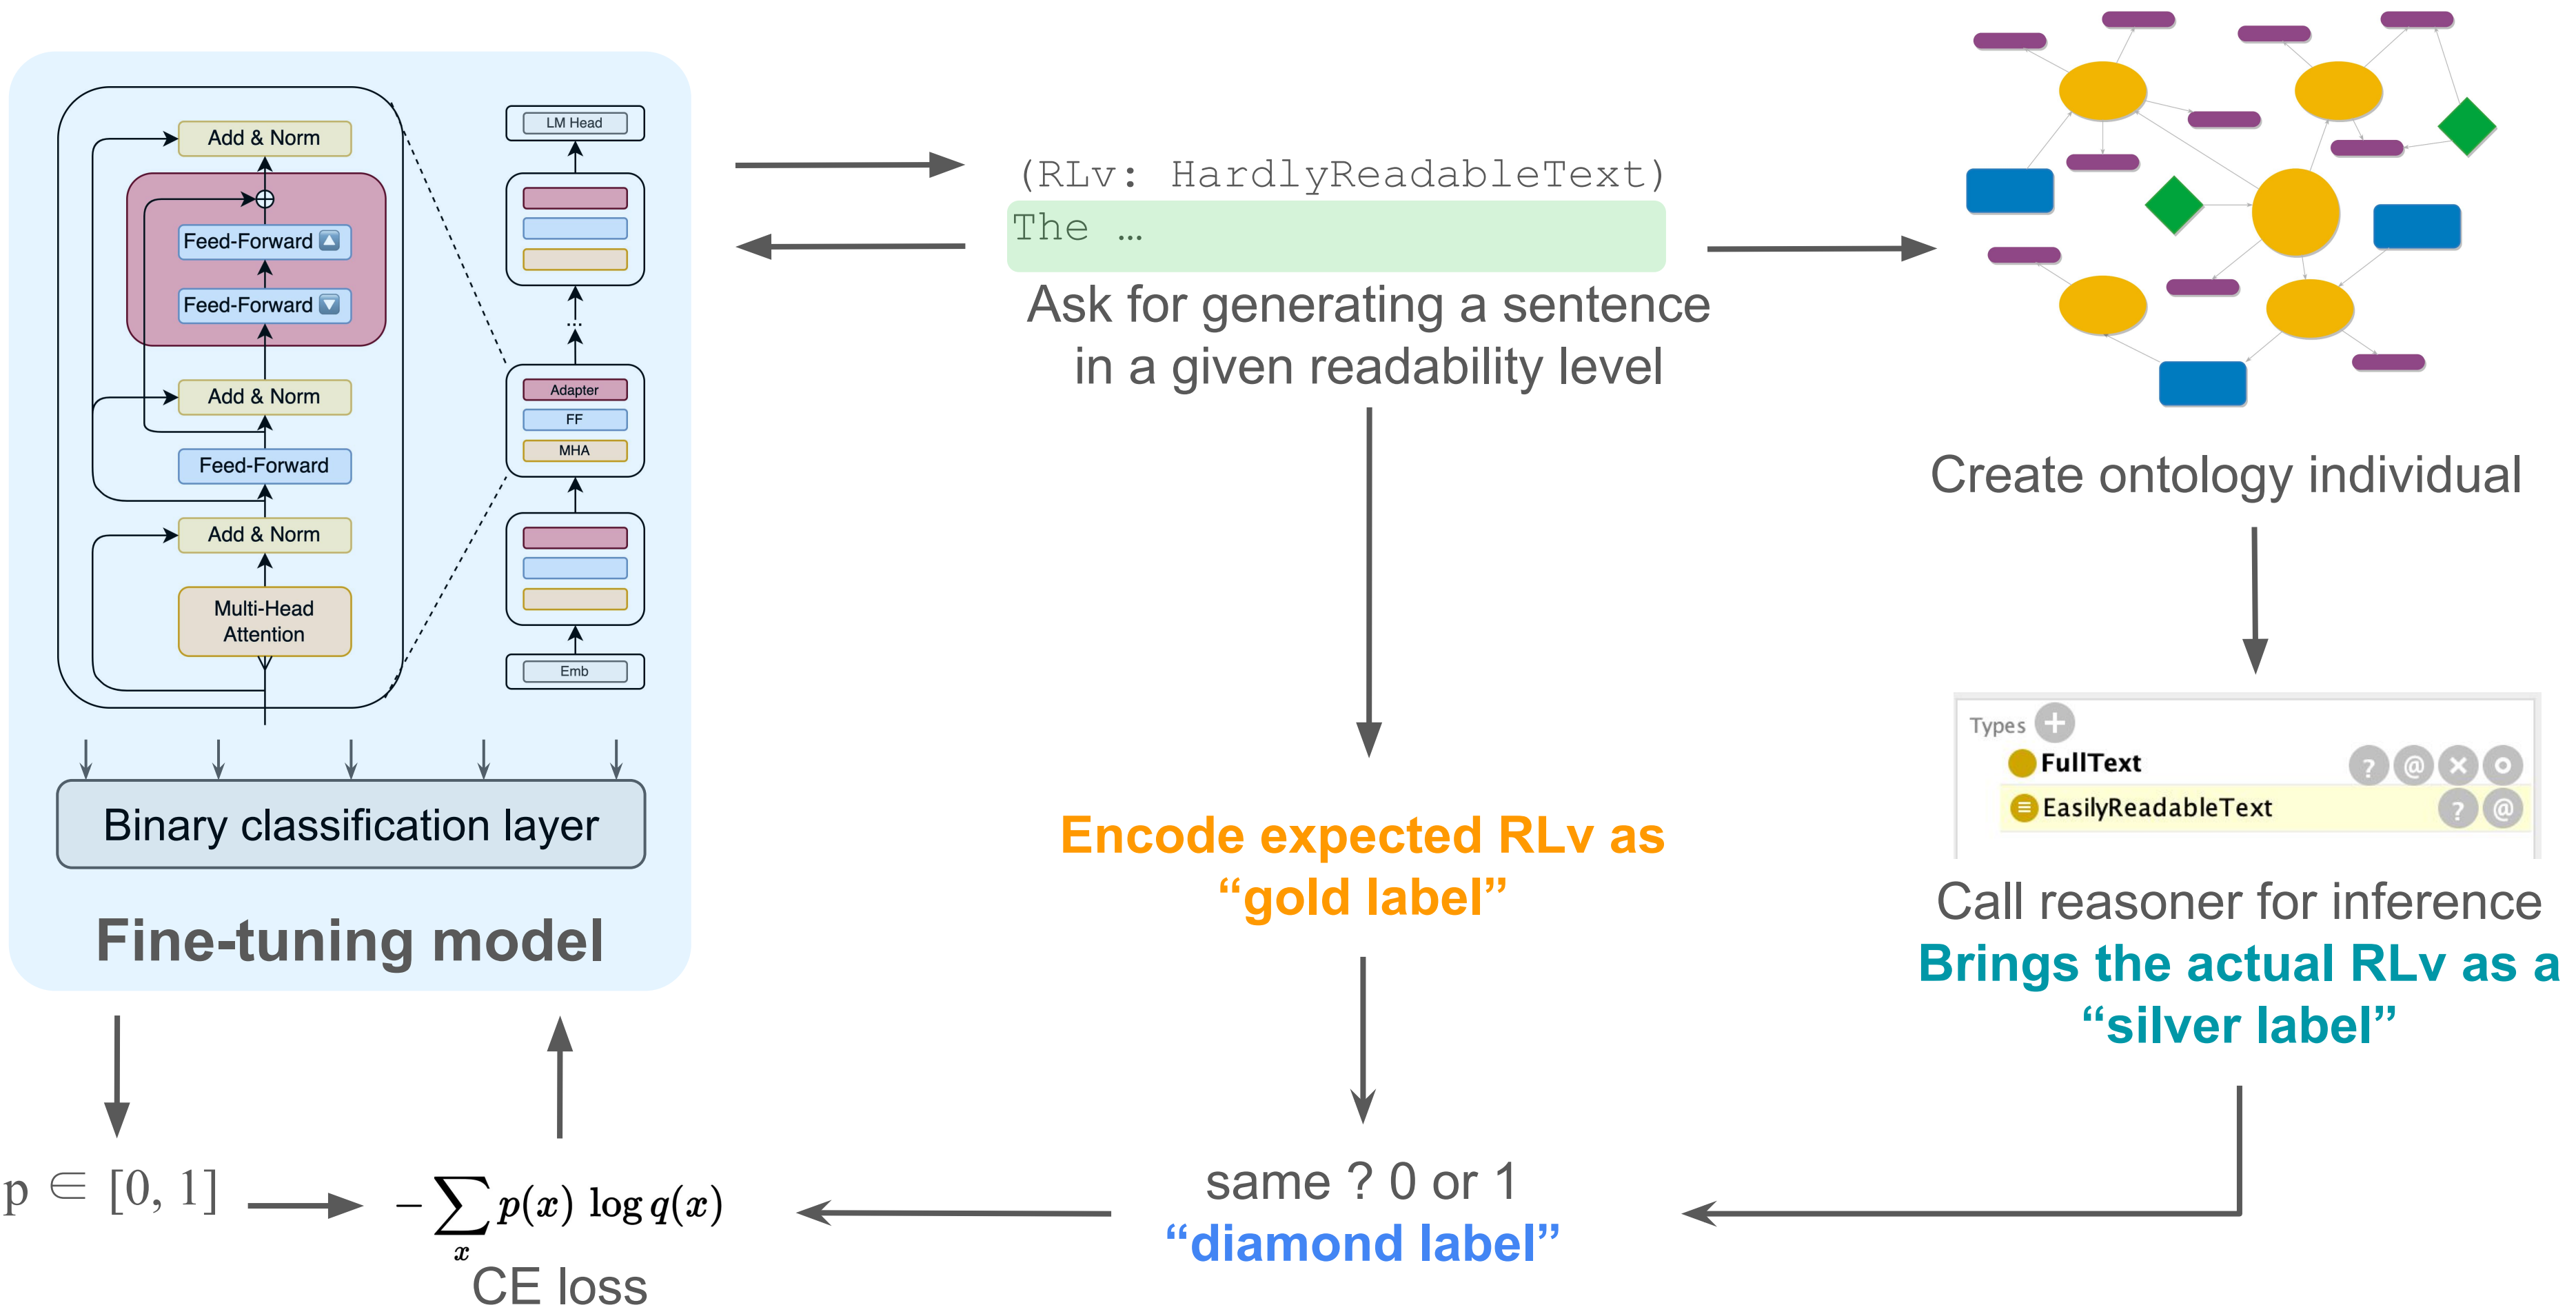 Add & Norm
Feed-Forward
Feed-Forward
Add & Norm
Feed-Forward
Add & Norm
Multi-Head
Attention
LM Head
...
Adapter
FF
MHA
Emb
Binary classification layer
Fine-tuning model
p ∈ [0, 1]
− ∑ p(x) log q(x)
x
CE loss
(RLv: HardlyReadableText)
The …
Ask for generating a sentence
in a given readability level
Encode expected RLv as
“gold label”
same ? 0 or 1
“diamond label”
Create ontology individual
Types +
FullText ? @
EasilyReadableText ? @
Call reasoner for inference
Brings the actual RLv as a
“silver label”